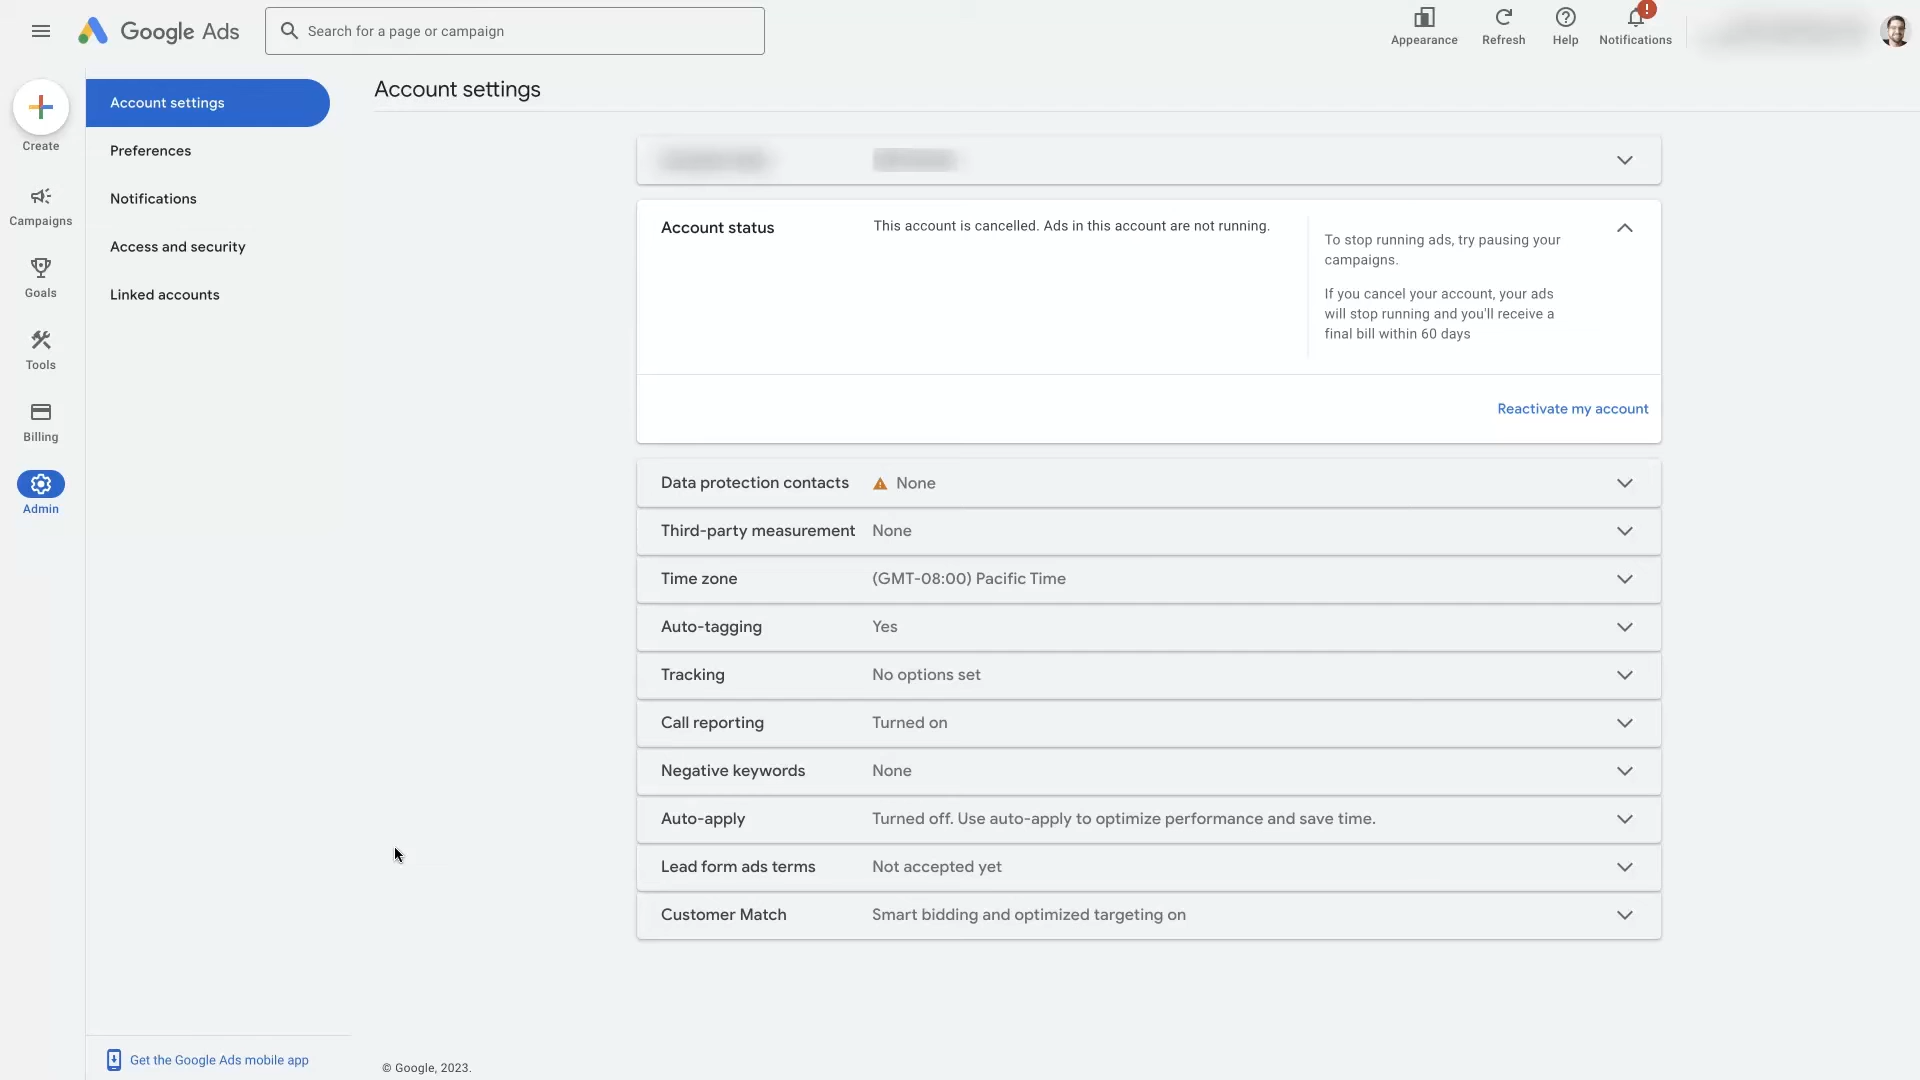 Google Ads
Search for a page or campaign
Appearance
Refresh
Help
!
Notifications
Create
Campaigns
Goals
Tools
Billing
Admin
Account settings
Preferences
Notifications
Access and security
Linked accounts
Get the Google Ads mobile app
Account settings
Account status
This account is cancelled. Ads in this account are not running.
To stop running ads, try pausing your
campaigns.
If you cancel your account, your ads
will stop running and you'll receive a
final bill within 60 days
Reactivate my account
Data protection contacts None
Third-party measurement None
Time zone (GMT-08:00) Pacific Time
Auto-tagging Yes
Tracking No options set
Call reporting Turned on
Negative keywords None
Auto-apply Turned off. Use auto-apply to optimize performance and save time.
Lead form ads terms Not accepted yet
Customer Match Smart bidding and optimized targeting on
© Google, 2023.